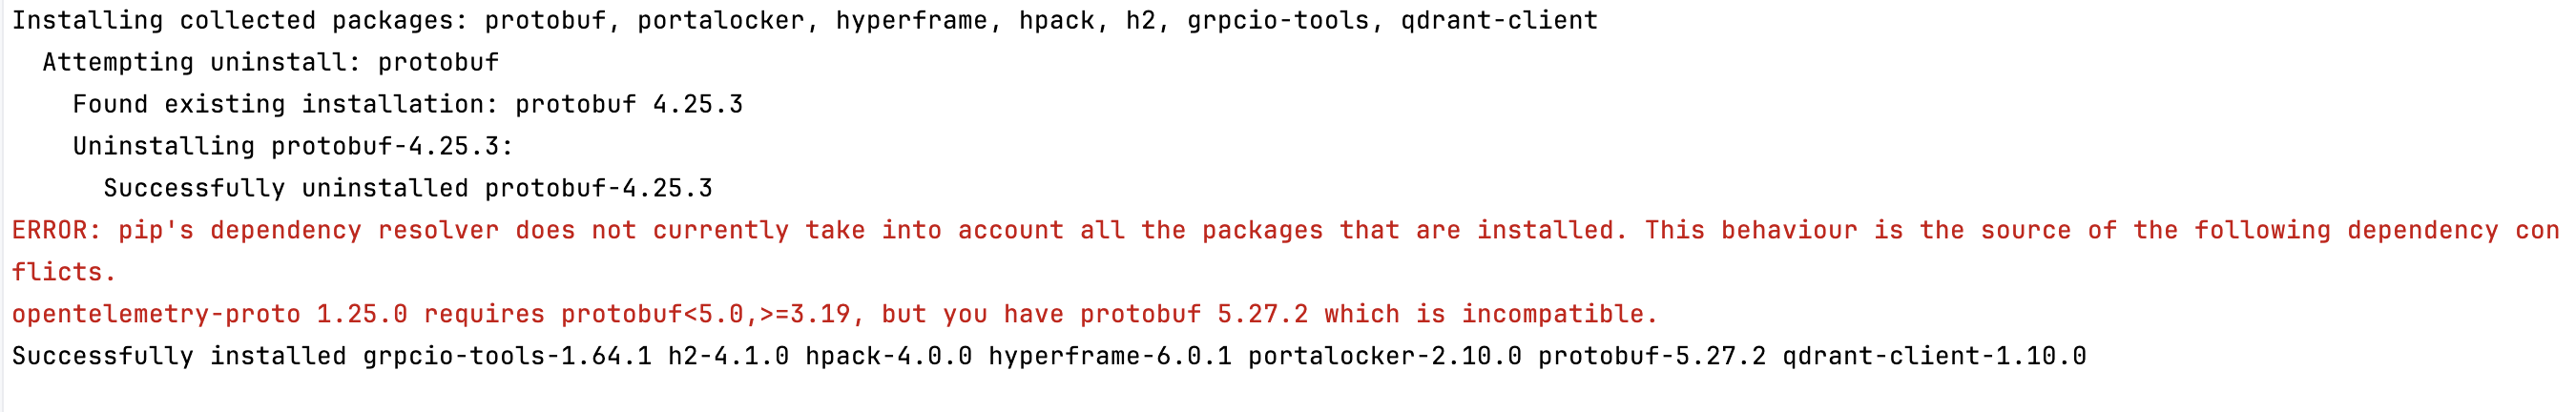 Installing collected packages: protobuf, portalocker, hyperframe, hpack, h2, grpcio-tools, qdrant-client
Attempting uninstall: protobuf
Found existing installation: protobuf 4.25.3
Uninstalling protobuf-4.25.3:
Successfully uninstalled protobuf-4.25.3
ERROR: pip's dependency resolver does not currently take into account all the packages that are installed. This behaviour is the source of the following dependency con
flicts.
opentelemetry-proto 1.25.0 requires protobuf<5.0,>=3.19, but you have protobuf 5.27.2 which is incompatible.
Successfully installed grpcio-tools-1.64.1 h2-4.1.0 hpack-4.0.0 hyperframe-6.0.1 portalocker-2.10.0 protobuf-5.27.2 qdrant-client-1.10.0